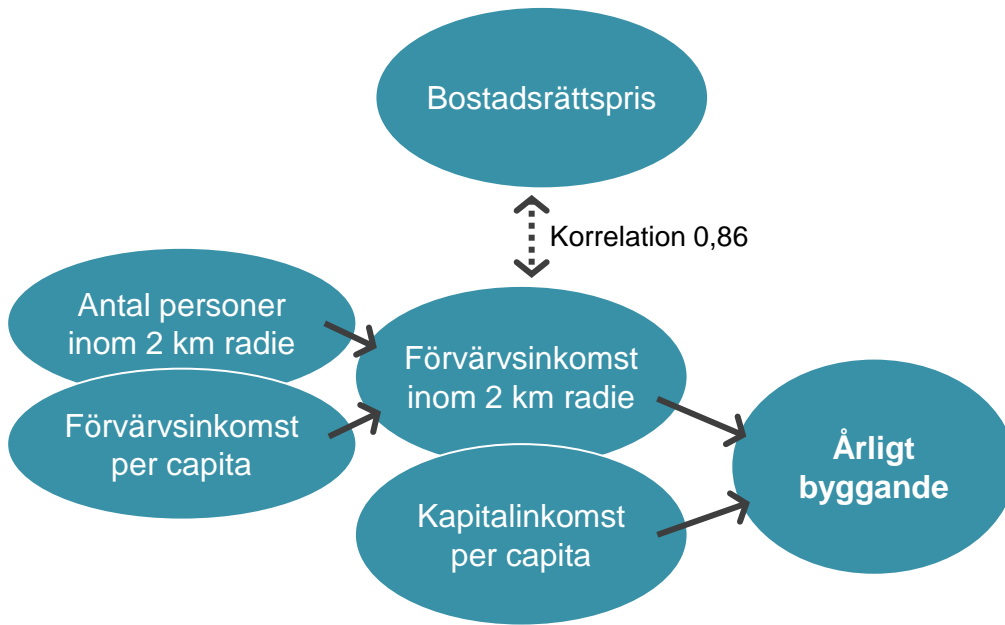 Bostadsrättspris
Korrelation 0,86
Antal personer
inom 2 km radie
Förvärvsinkomst
inom 2 km radie
Förvärvsinkomst
per capita
Årligt
byggande
Kapitalinkomst
per capita